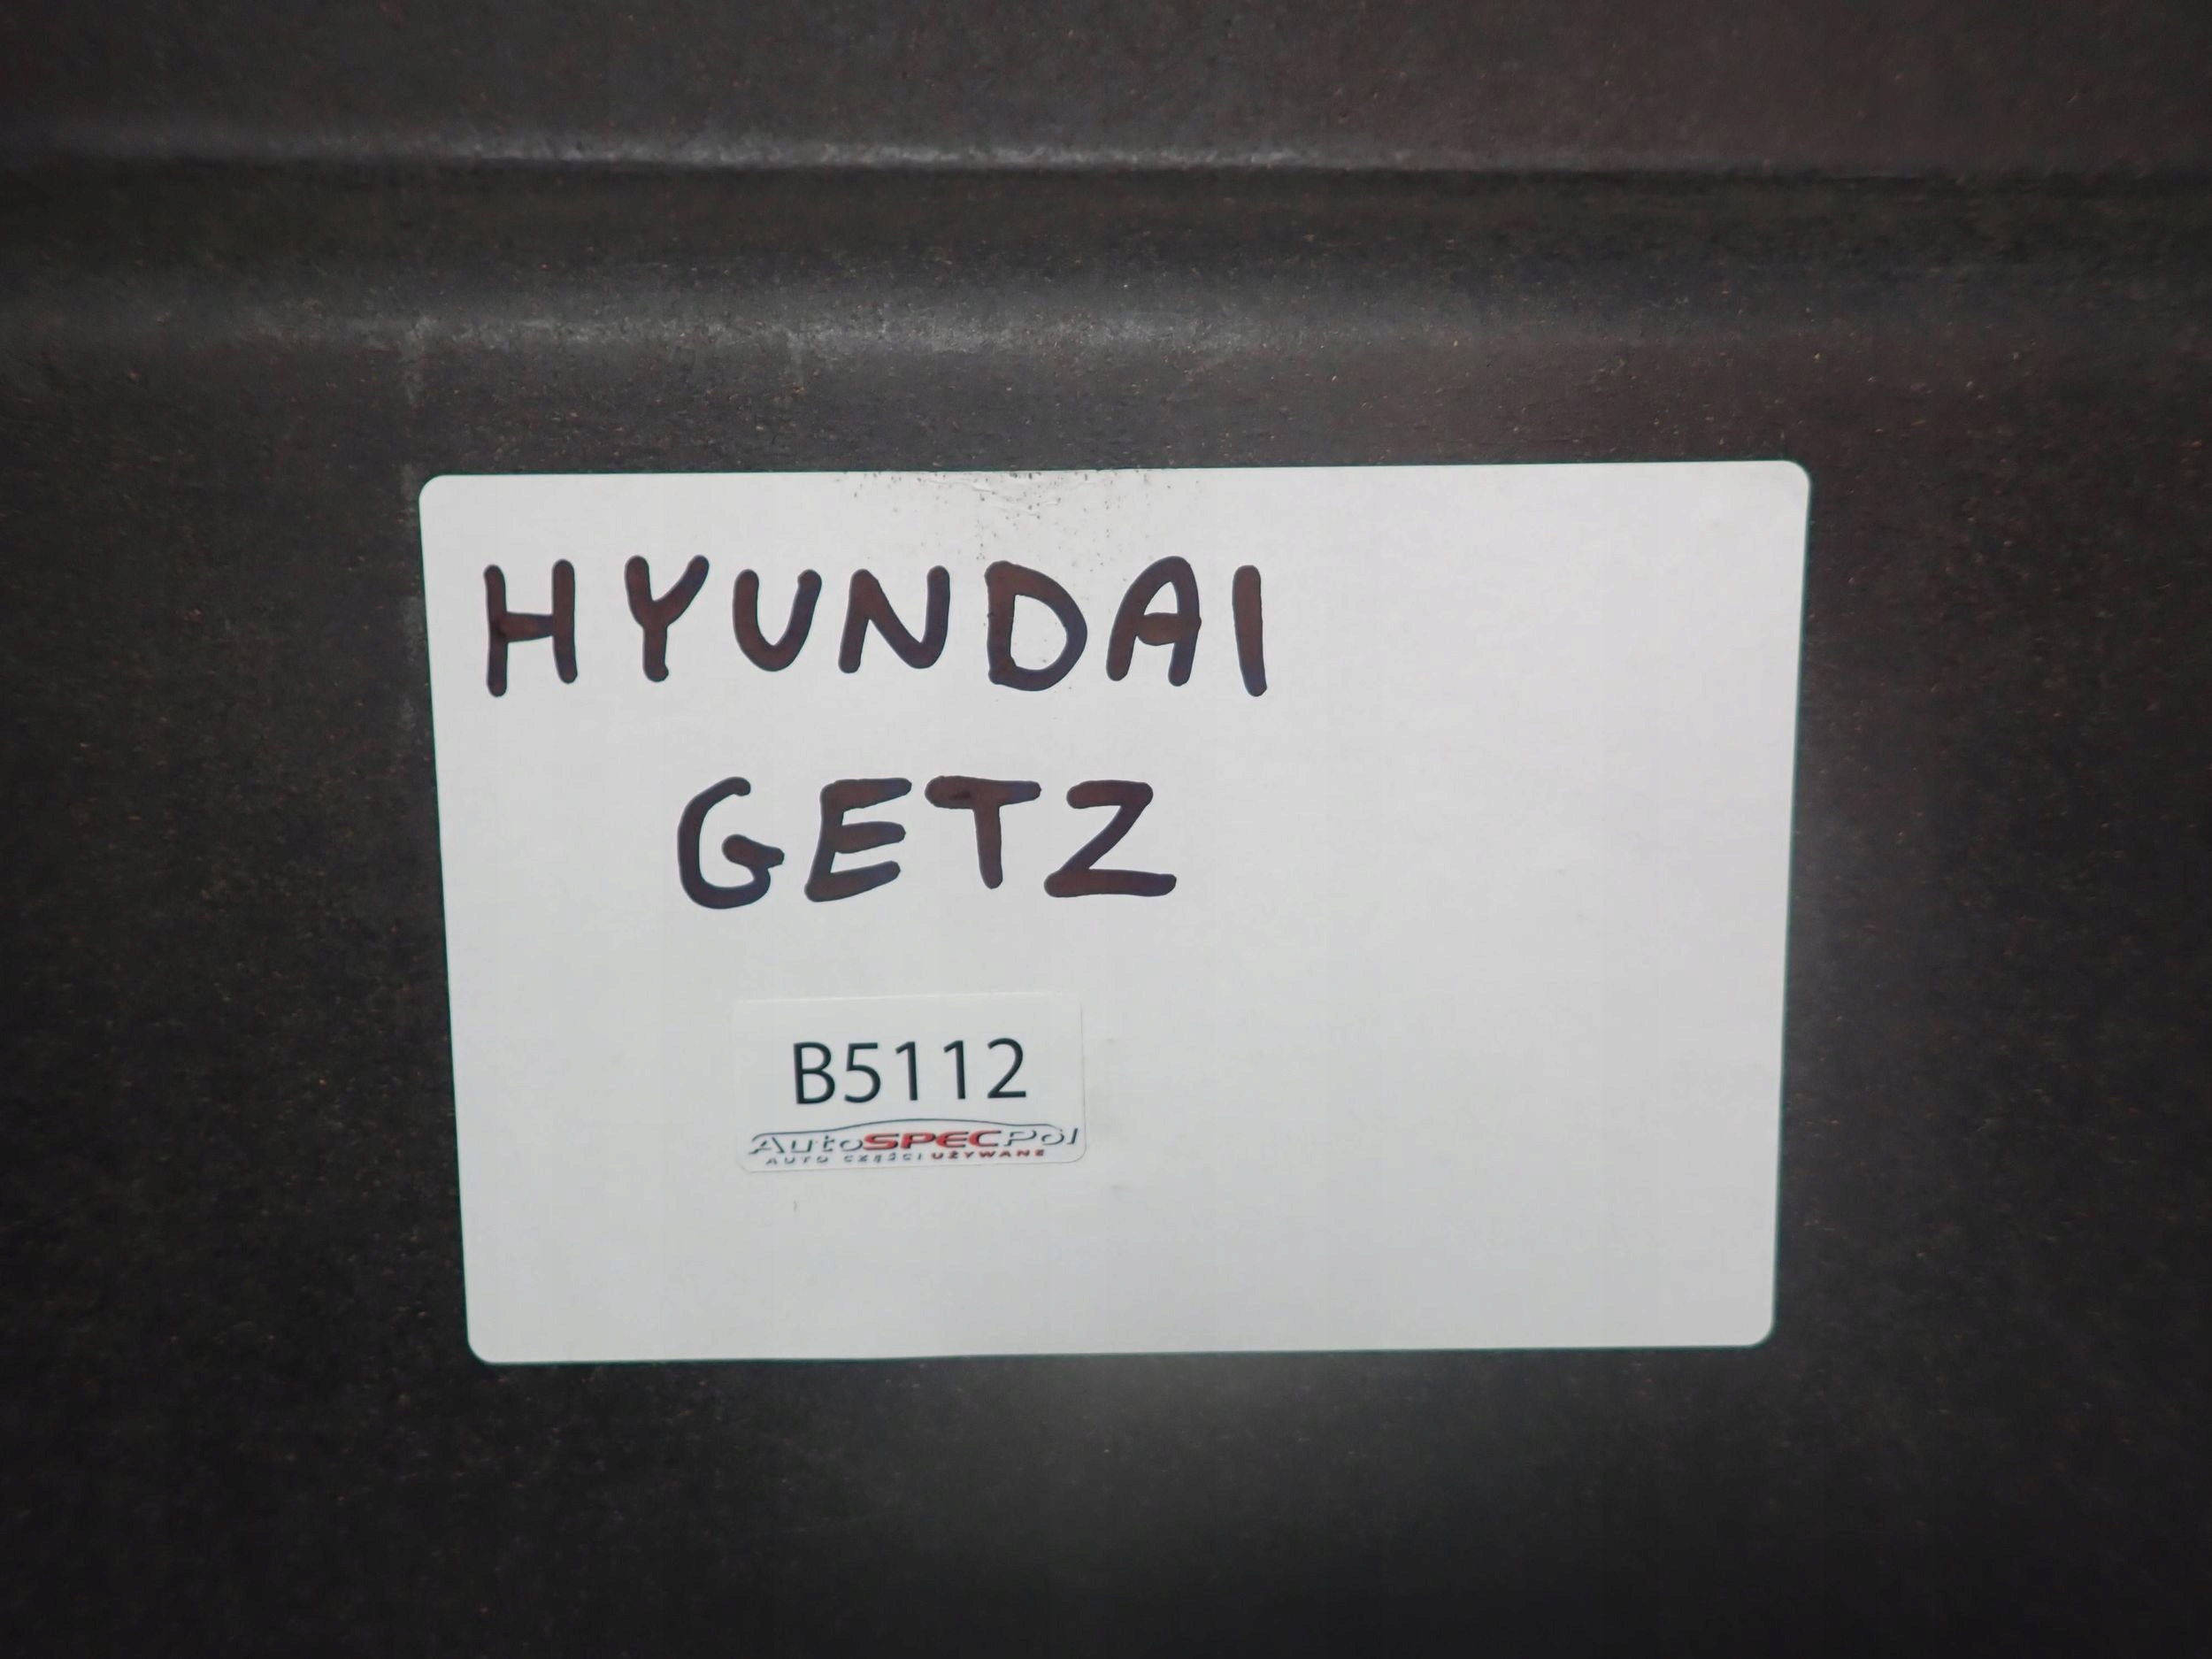 HYUNDAI
GETZ
B5112
AutoSPECPol
AUTO CZĘŚCI UŻYWANE